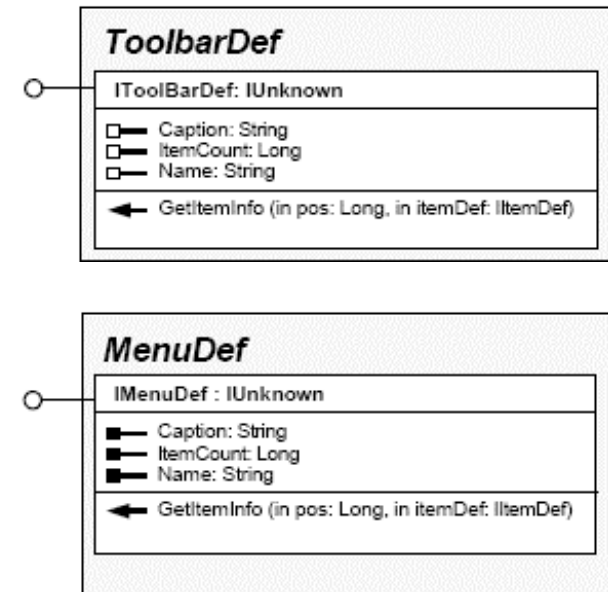 ToolbarDef
IToolBarDef: IUnknown
Caption: String
ItemCount: Long
Name: String
GetItemInfo (in pos: Long, in itemDef: IItemDef)
MenuDef
IMenuDef : IUnknown
Caption: String
ItemCount: Long
Name: String
GetItemInfo (in pos: Long, in itemDef: IItemDef)